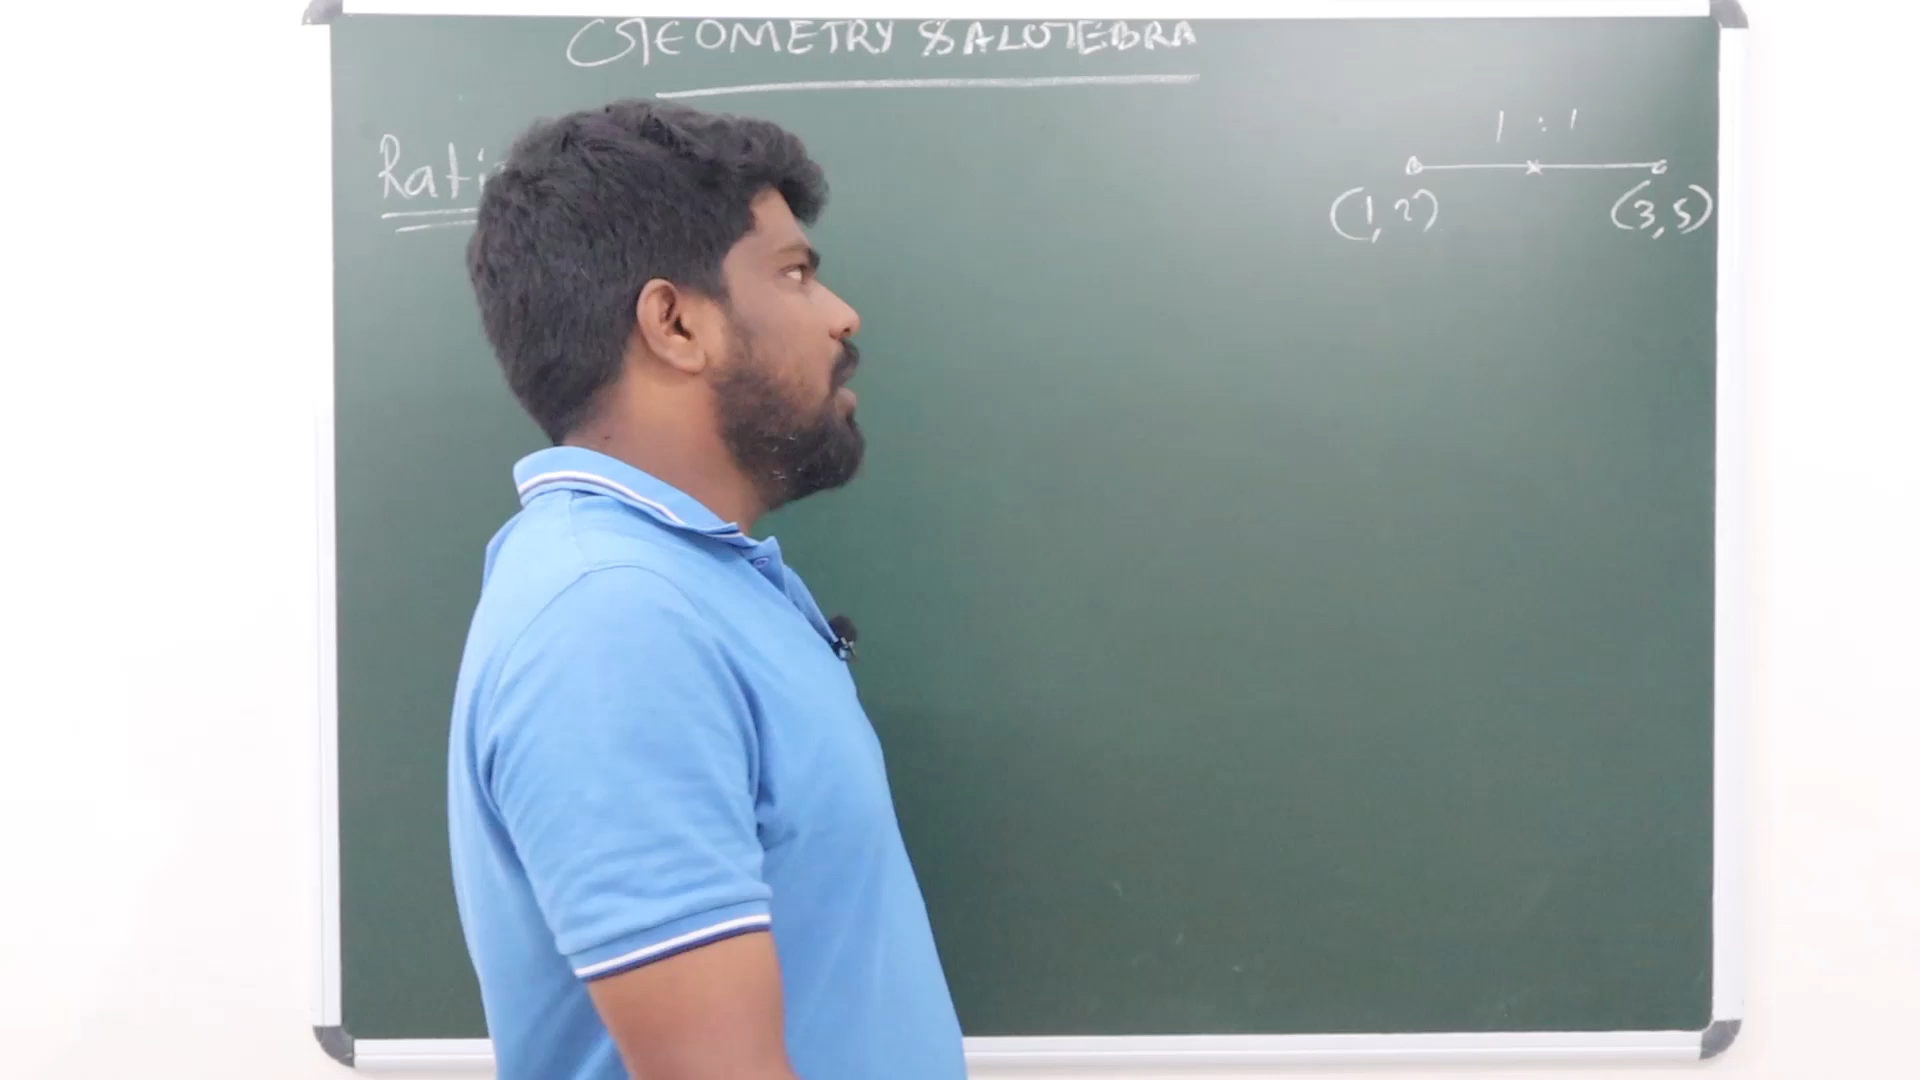 GEOMETRY & ALGEBRA
1 : 1
(1, 2) (3, 5)